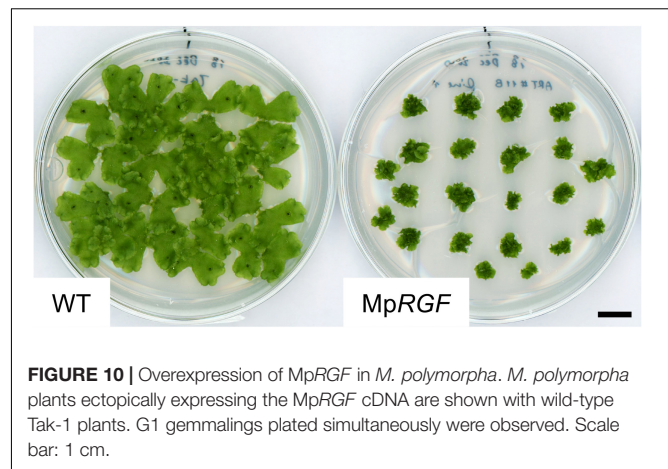 WT
MpRGF
FIGURE 10 | Overexpression of MpRGF in M. polymorpha. M. polymorpha
plants ectopically expressing the MpRGF cDNA are shown with wild-type
Tak-1 plants. G1 gemmalings plated simultaneously were observed. Scale
bar: 1 cm.